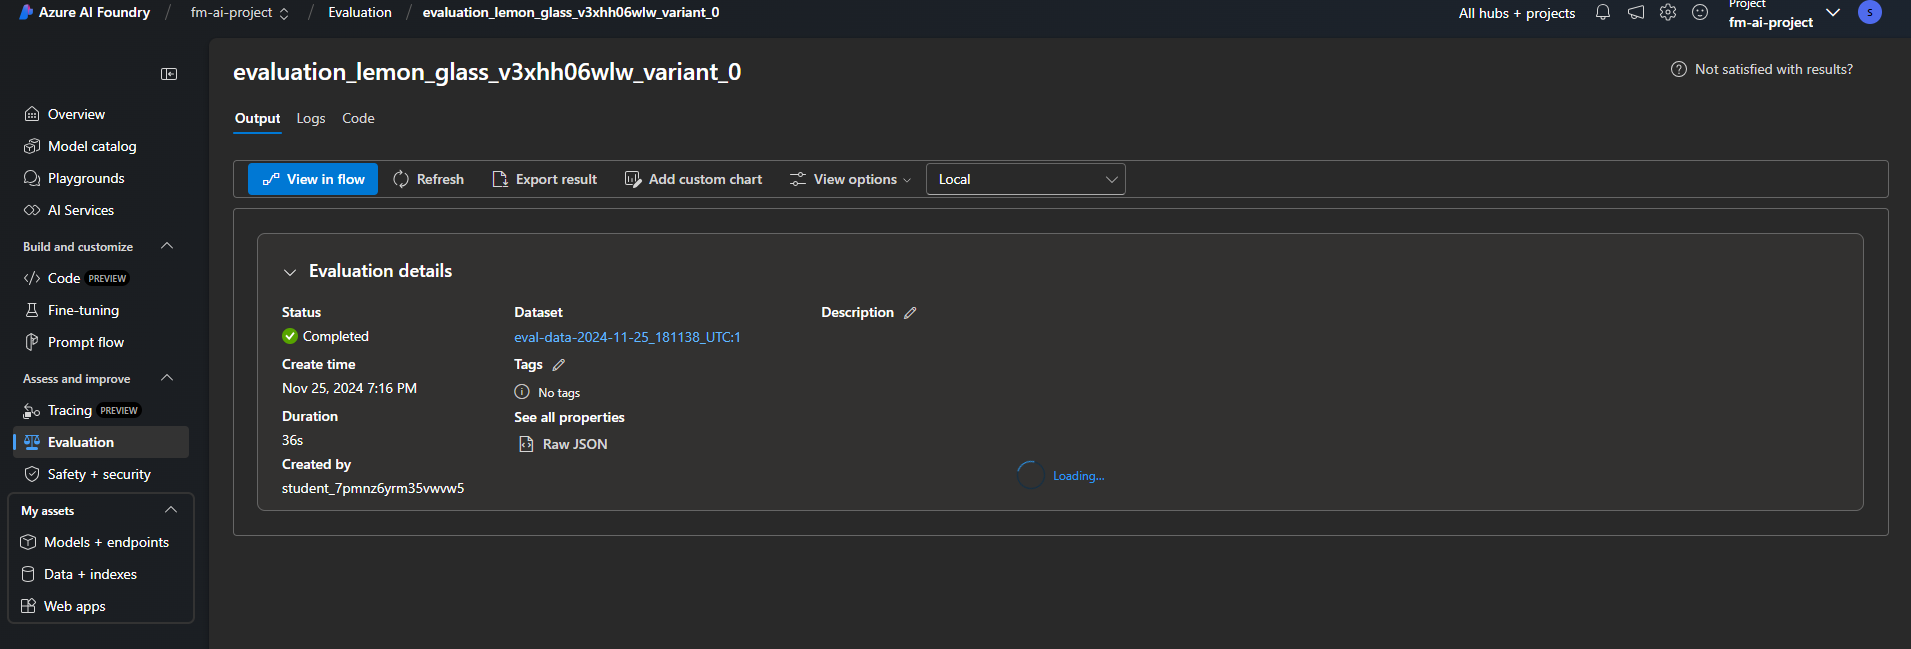 Azure AI Foundry / fm-ai-project / Evaluation / evaluation_lemon_glass_v3xhh06wlw_variant_0
All hubs + projects
Project
fm-ai-project
s
Overview
Model catalog
Playgrounds
AI Services
Build and customize
Code PREVIEW
Fine-tuning
Prompt flow
Assess and improve
Tracing PREVIEW
Evaluation
Safety + security
My assets
Models + endpoints
Data + indexes
Web apps
evaluation_lemon_glass_v3xhh06wlw_variant_0
Not satisfied with results?
Output Logs Code
View in flow Refresh Export result Add custom chart View options Local
Evaluation details
Status
Completed
Create time
Nov 25, 2024 7:16 PM
Duration
36s
Created by
student_7pmnz6yrm35vwvw5
Dataset
eval-data-2024-11-25_181138_UTC:1
Tags
No tags
See all properties
Raw JSON
Description
Loading...